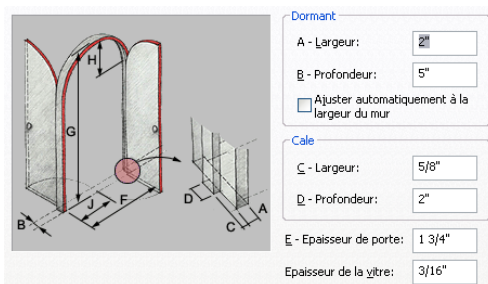 H
G
J
F
B
D
C
A
Dormant
A - Largeur:
2"
B - Profondeur:
5"
Ajuster automatiquement à la
largeur du mur
Cale
C - Largeur:
5/8"
D - Profondeur:
2"
E - Epaisseur de porte:
1 3/4"
Epaisseur de la vitre:
3/16"